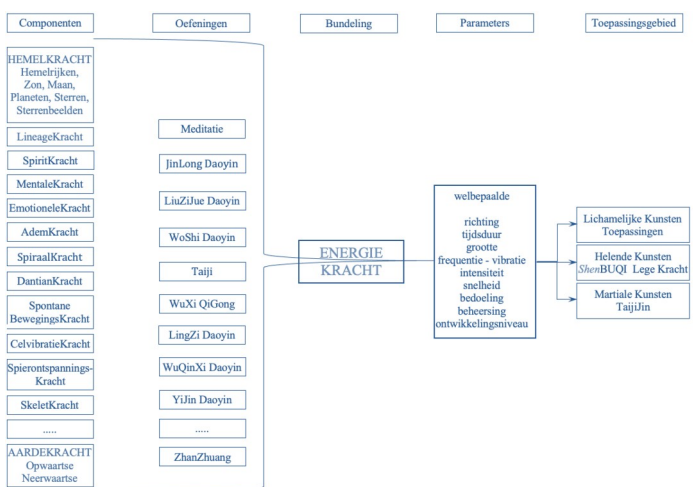 Componenten
Oefeningen
Bundeling
Parameters
Toepassingsgebied
HEMELKRACHT
Hemelrijken,
Zon, Maan,
Planeten, Sterren,
Sterrenbeelden
LineageKracht
SpiritKracht
MentaleKracht
EmotioneleKracht
AdemKracht
SpiraalKracht
DantianKracht
Spontane
BewegingsKracht
CelvibratieKracht
Spierontspannings-
Kracht
SkeletKracht
.....
AARDEKRACHT
Opwaartse
Neerwaartse
Meditatie
JinLong Daoyin
LiuZiJue Daoyin
WoShi Daoyin
Taiji
WuXi QiGong
LingZi Daoyin
WuQinXi Daoyin
YiJin Daoyin
.....
ZhanZhuang
ENERGIE
KRACHT
welbepaalde
richting
tijdsduur
grootte
frequentie - vibratie
intensiteit
snelheid
bedoeling
beheersing
ontwikkelingsniveau
Lichamelijke Kunsten
Toepassingen
Helende Kunsten
ShenBUQI Lege Kracht
Martiale Kunsten
TaijiJin